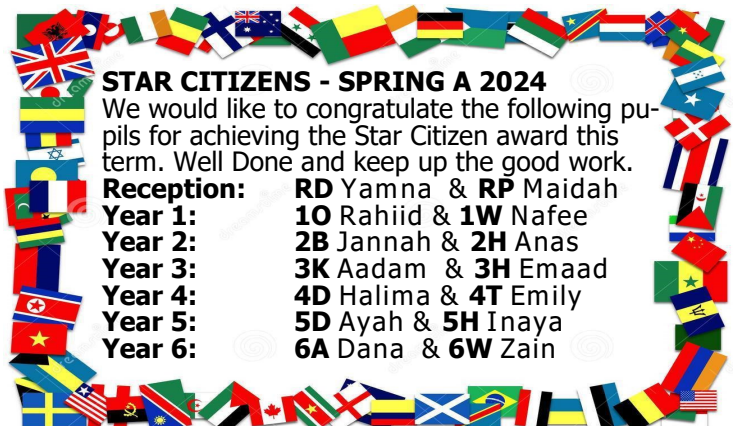 STAR CITIZENS - SPRING A 2024
We would like to congratulate the following pu-
pils for achieving the Star Citizen award this
term. Well Done and keep up the good work.
Reception: RD Yamna & RP Maidah
Year 1: 1O Rahiid & 1W Nafee
Year 2: 2B Jannah & 2H Anas
Year 3: 3K Aadam & 3H Emaad
Year 4: 4D Halima & 4T Emily
Year 5: 5D Ayah & 5H Inaya
Year 6: 6A Dana & 6W Zain